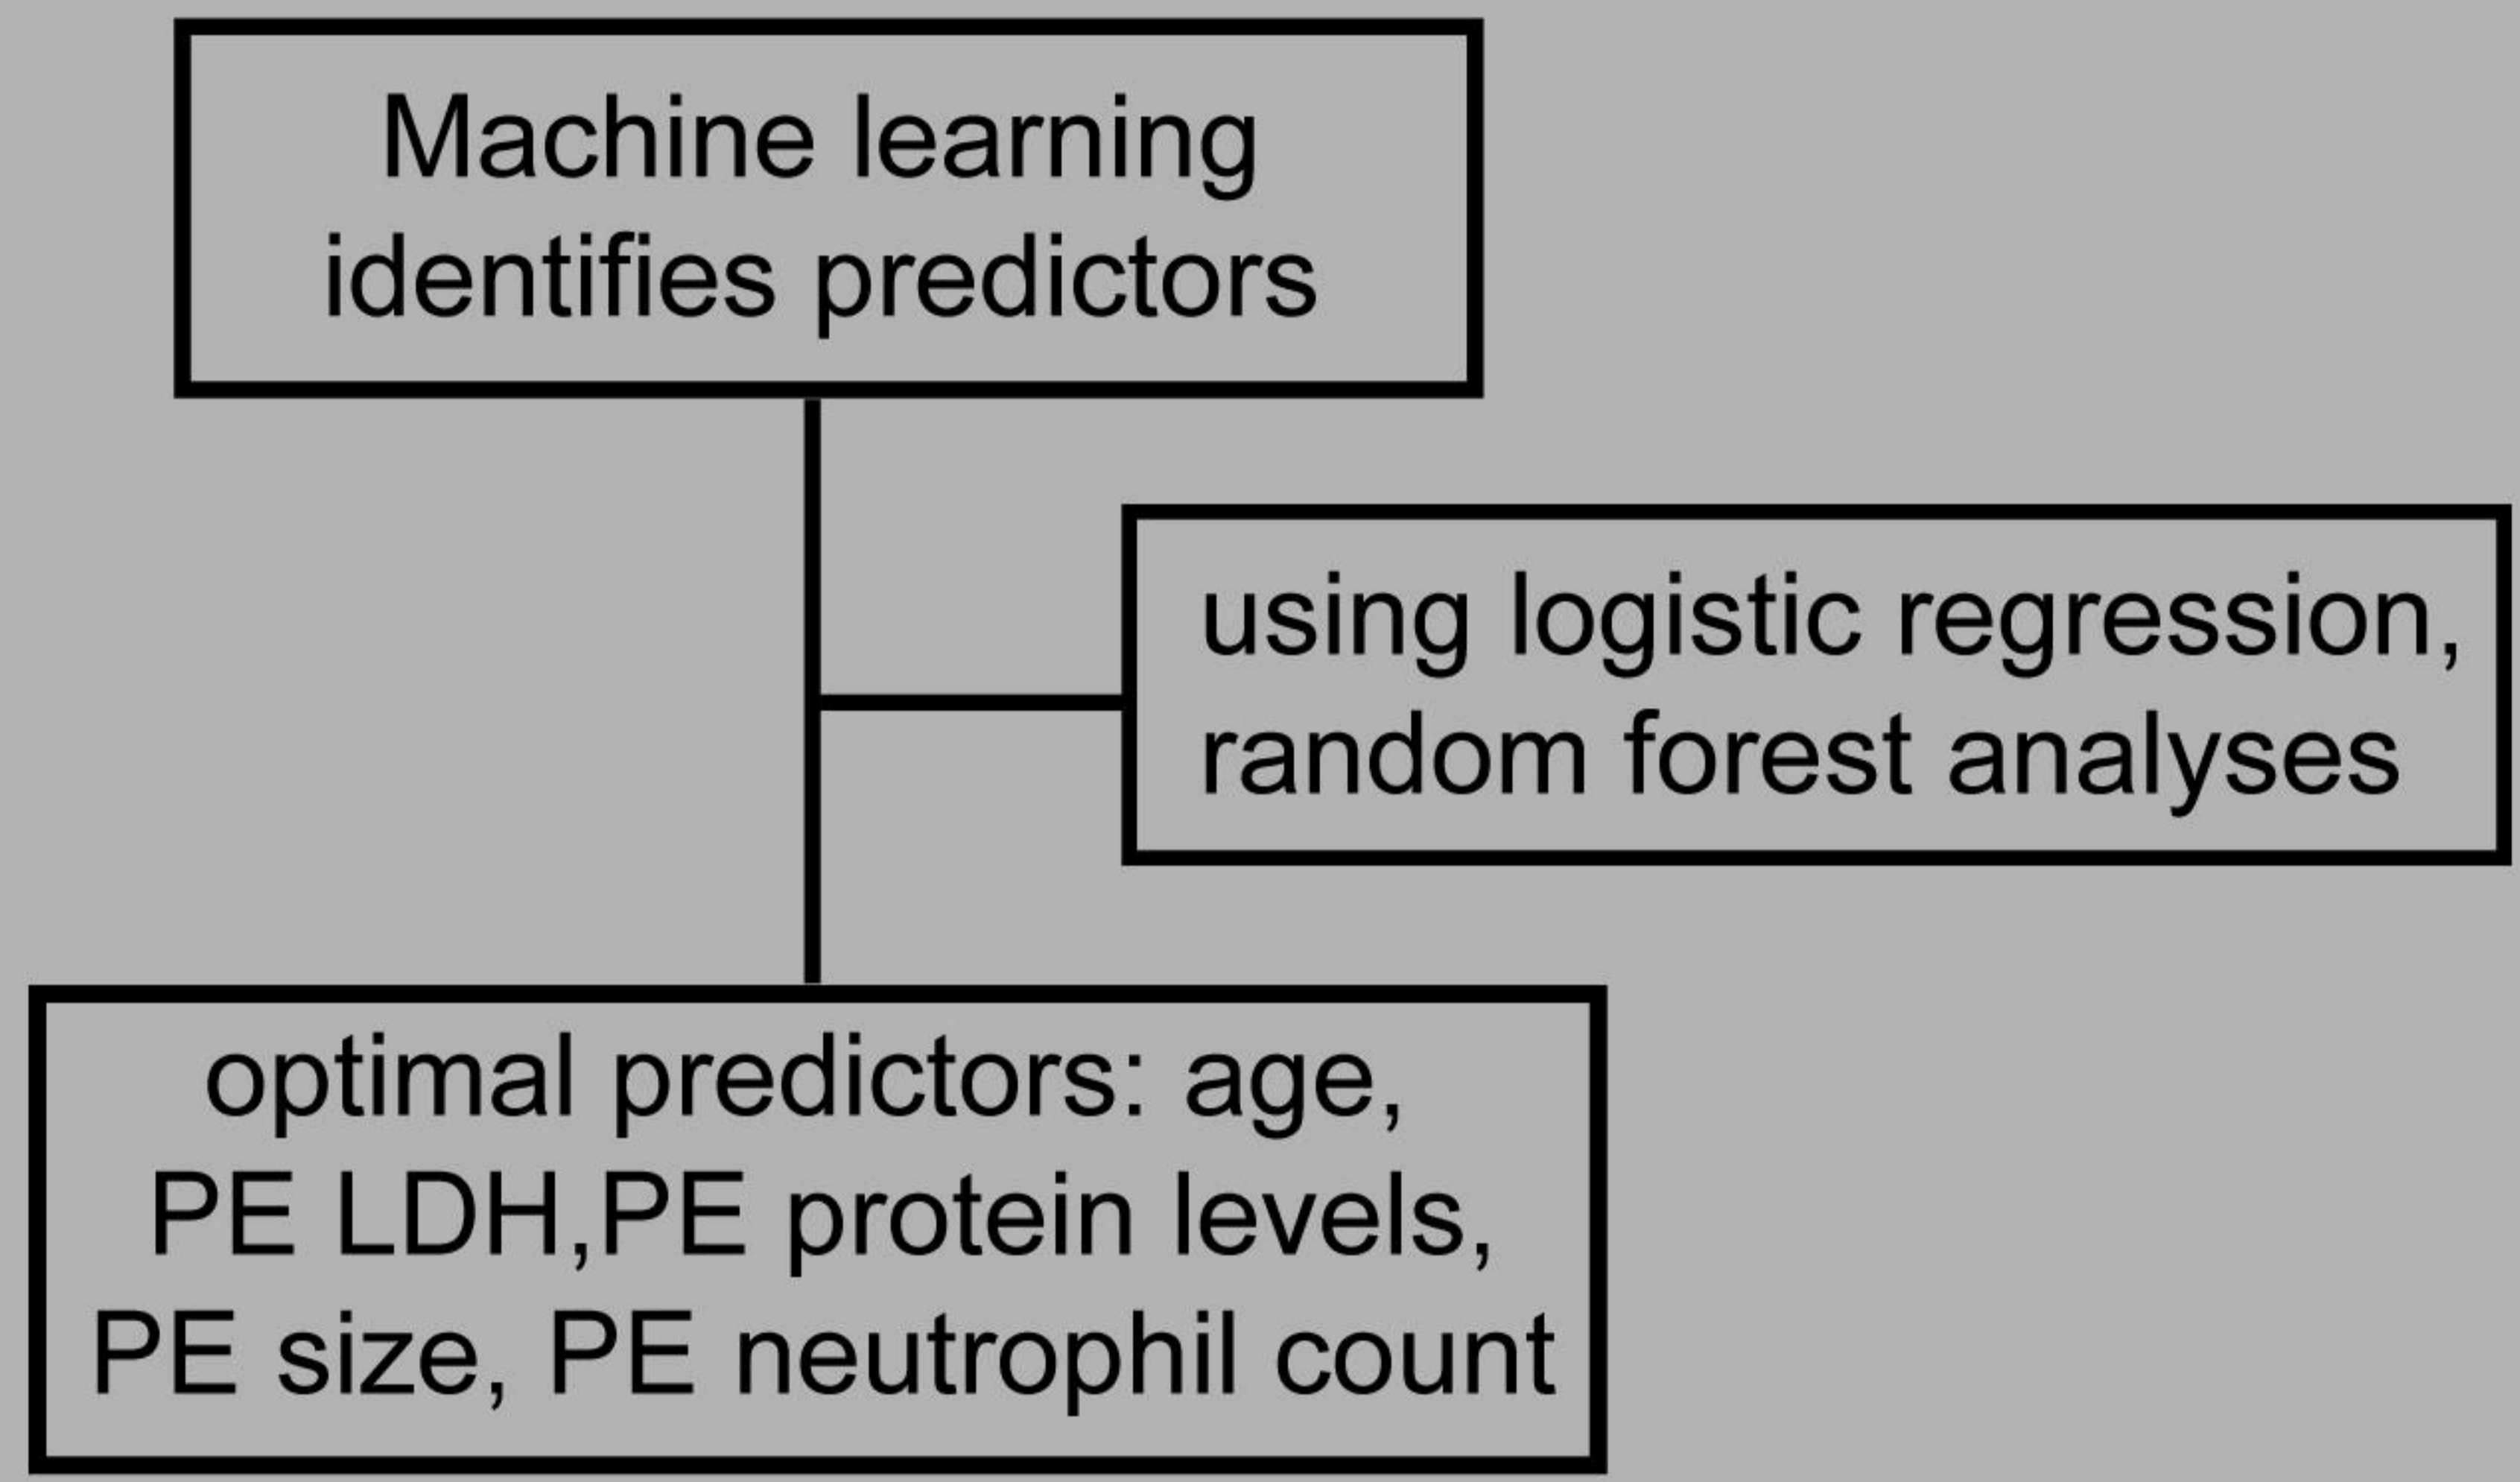 Machine learning
identifies predictors
using logistic regression,
random forest analyses
optimal predictors: age,
PE LDH,PE protein levels,
PE size, PE neutrophil count